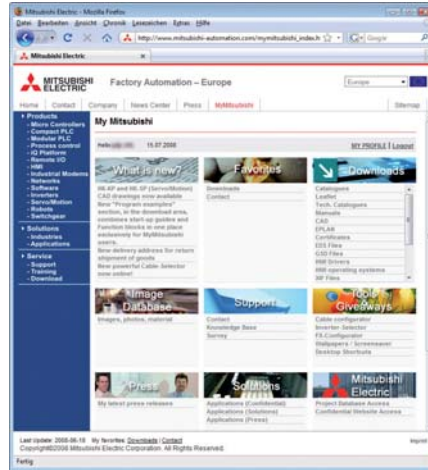 Mitsubishi Electric - Mozilla Firefox
Datei Bearbeiten Ansicht Chronik Lesezeichen Extras Hilfe
http://www.mitsubishi-automation.com/mymitsubishi_index.h
Google
Mitsubishi Electric
MITSUBISHI ELECTRIC
Factory Automation – Europe
Europe
Home Contact Company News Center Press MyMitsubishi Sitemap
Products
- Micro Controllers
- Compact PLC
- Modular PLC
- Process control
- iQ Platform
- Remote I/O
- HMI
- Industrial Modems
- Networks
- Software
- Inverters
- Servo/Motion
- Robots
- Switchgear
Solutions
- Industries
- Applications
Service
- Support
- Training
- Download
My Mitsubishi
Hello 15.07.2008
MY PROFILE | Logout
What is new?
CAD drawings now available
New "Program examples" section, in the download area, combines start-up guides and Function blocks in one place exclusively for MyMitsubishi users.
New delivery address for return shipment of goods
New powerful Cable Selector now online!
Favorites
Downloads
Contact
Downloads
Catalogues
Leaflet
Tech. Catalogues
Manuals
CAD
EPLAN
Certificates
EDS Files
GSD Files
HMI Drivers
HMI operating systems
Image Database
Images, photos, material
Support
Contact
Knowledge Base
Survey
Tools Giveaways
Cable configurator
Inverter Selector
FX-Configurator
Wallpapers / Screensaver
Desktop Shortcuts
Press
My latest press releases
Solutions
Applications (Confidential)
Applications (Solutions)
Applications (Press)
Mitsubishi Electric
Project Database Access
Confidential Website Access
Last Update: 2008-06-18 My favorites: Downloads | Contact
Imprint
Copyright©2008 Mitsubishi Electric Corporation. All Rights Reserved.
Fertig